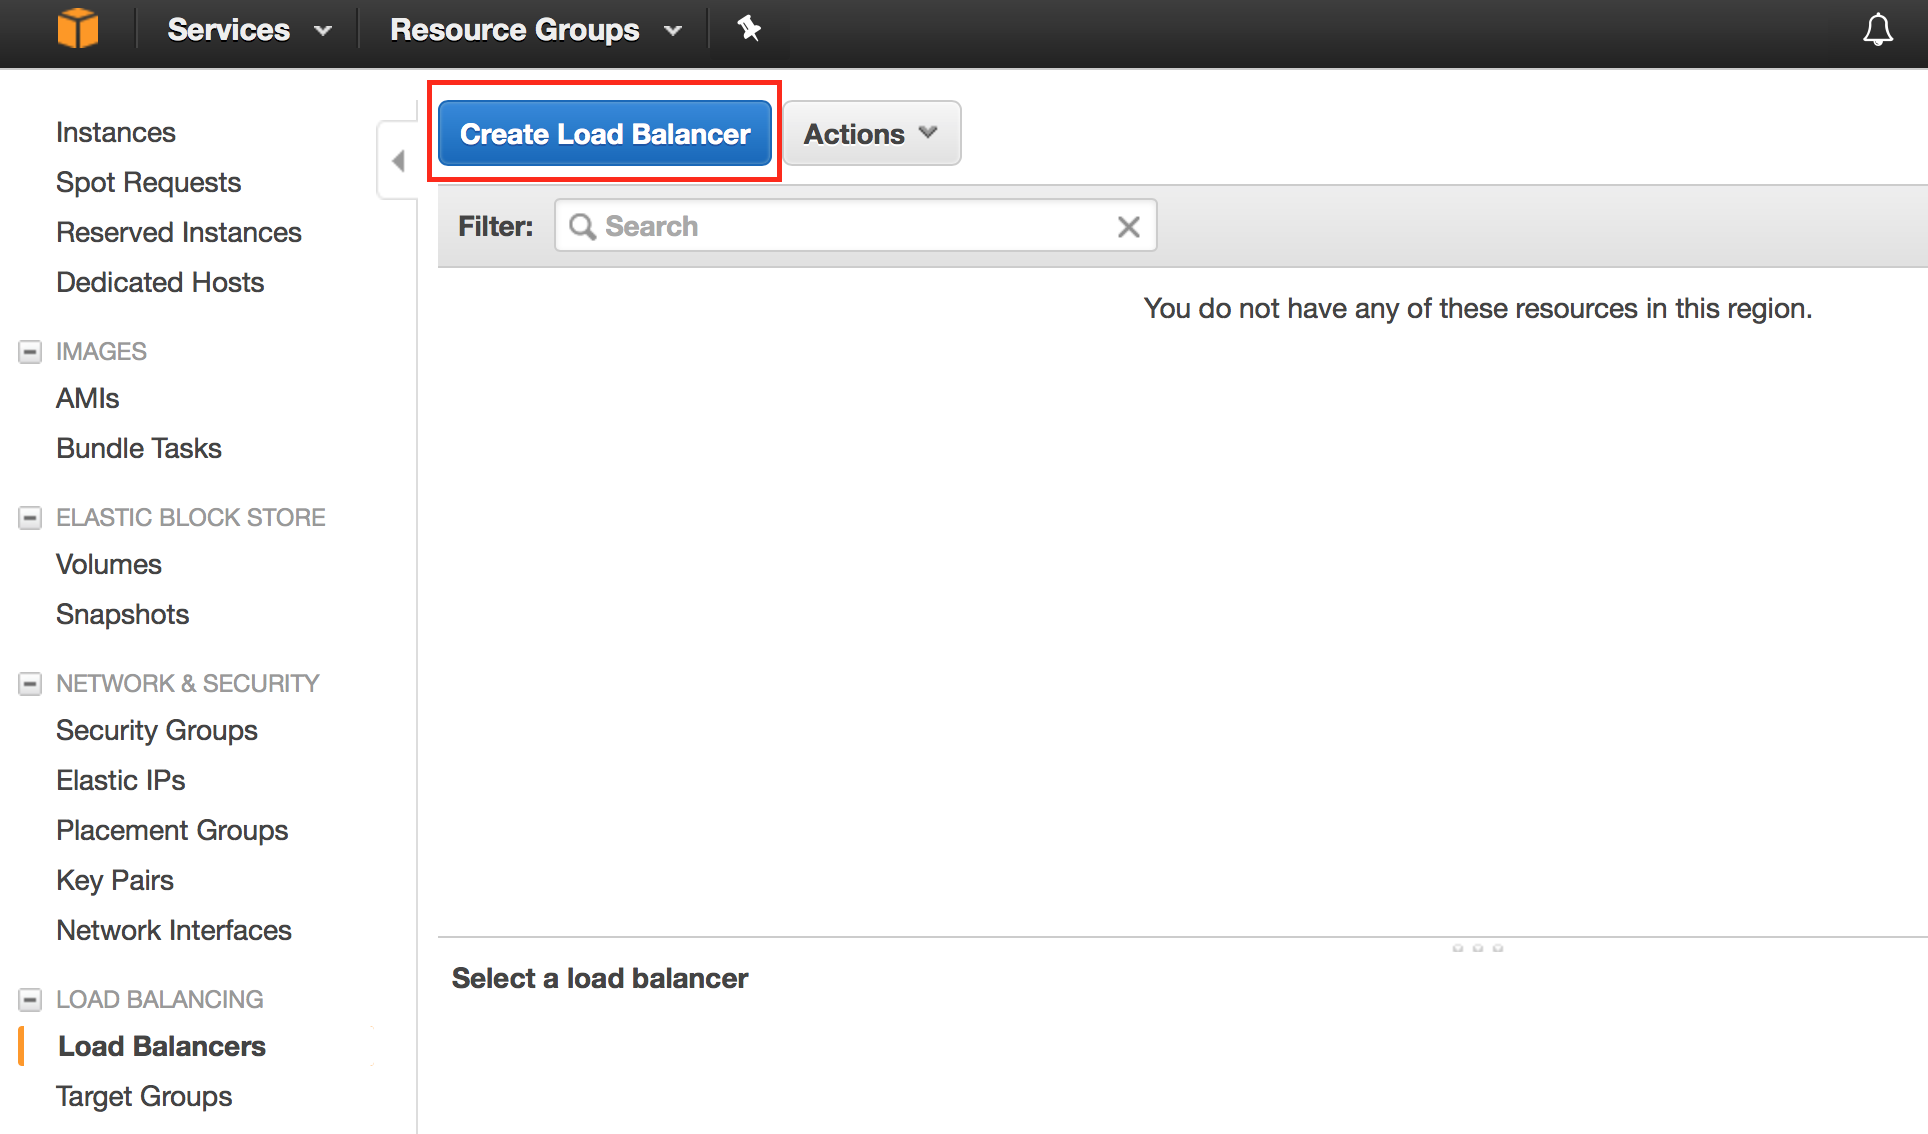 Services
Resource Groups
Instances
Spot Requests
Reserved Instances
Dedicated Hosts
IMAGES
AMIs
Bundle Tasks
ELASTIC BLOCK STORE
Volumes
Snapshots
NETWORK & SECURITY
Security Groups
Elastic IPs
Placement Groups
Key Pairs
Network Interfaces
LOAD BALANCING
Load Balancers
Target Groups
Create Load Balancer
Actions
Filter:
Search
You do not have any of these resources in this region.
Select a load balancer